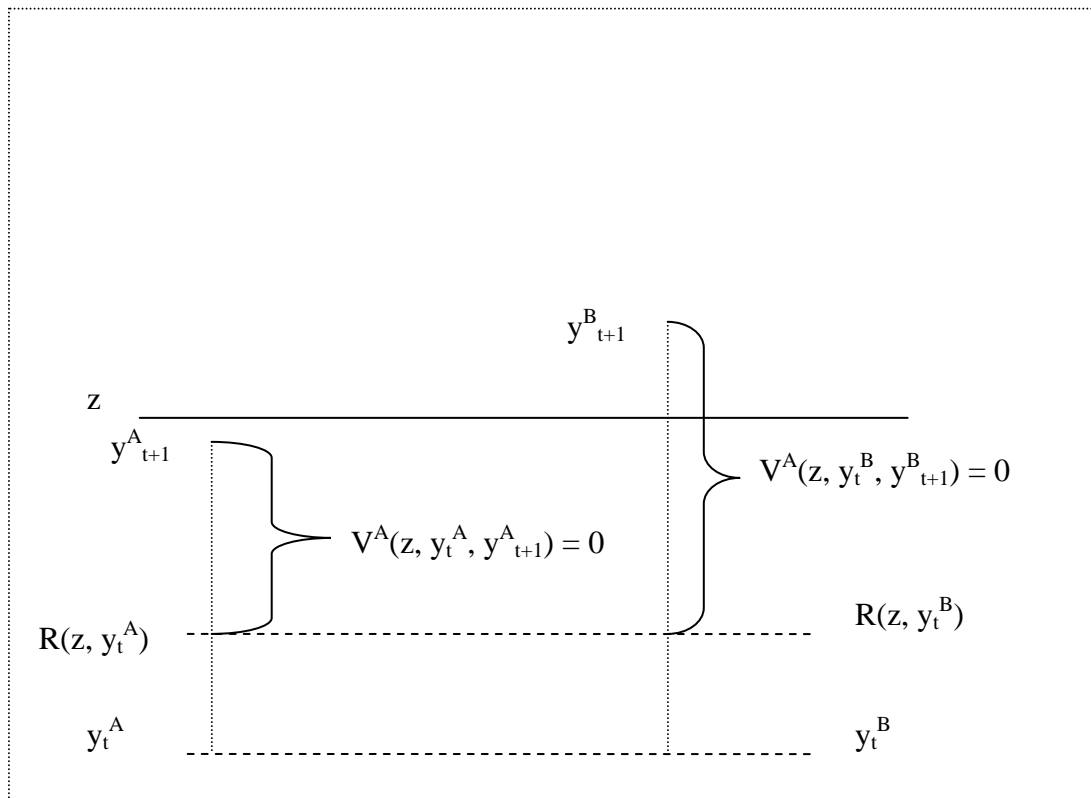 y^B_{t+1}
z
y^A_{t+1}
V^A(z, y_t^B, y^B_{t+1}) = 0
V^A(z, y_t^A, y^A_{t+1}) = 0
R(z, y_t^B)
R(z, y_t^A)
y_t^A y_t^B